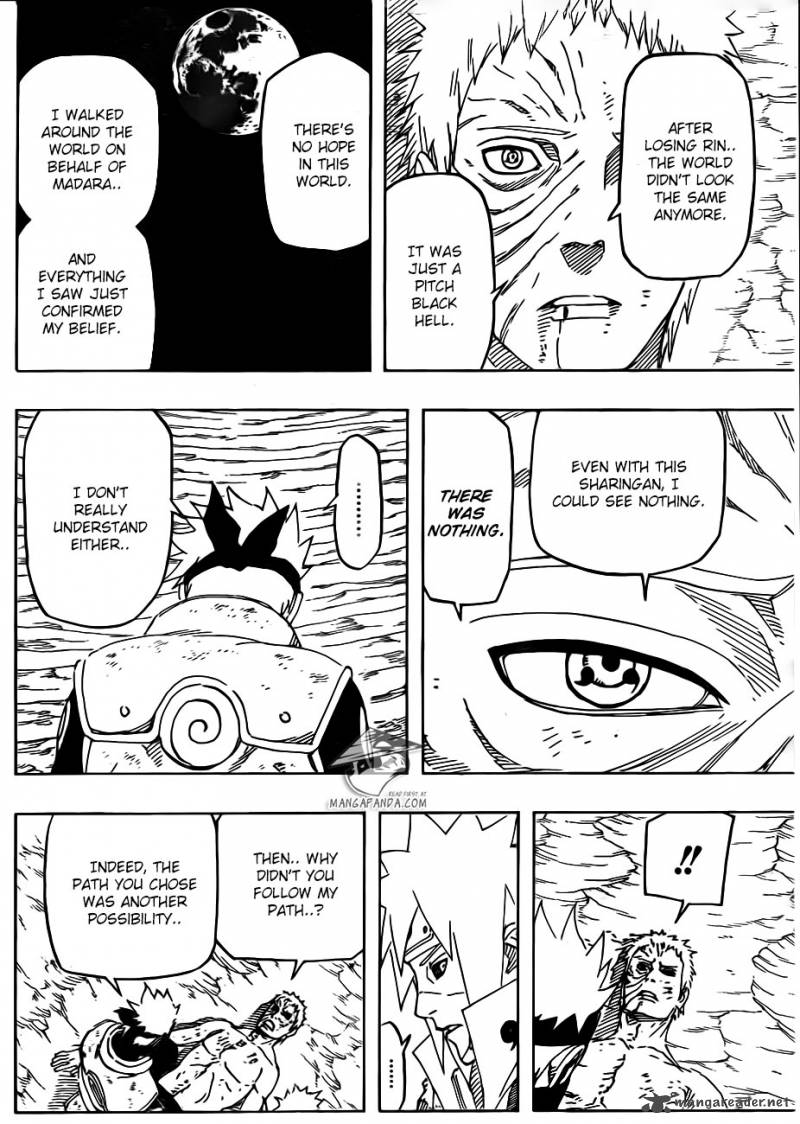 AFTER
LOSING RIN..
THE WORLD
DIDN'T LOOK
THE SAME
ANYMORE.
IT WAS
JUST A
PITCH
BLACK
HELL.
THERE'S
NO HOPE
IN THIS
WORLD.
I WALKED
AROUND THE
WORLD ON
BEHALF OF
MADARA..
AND
EVERYTHING
I SAW JUST
CONFIRMED
MY BELIEF.
EVEN WITH THIS
SHARINGAN, I
COULD SEE NOTHING.
THERE
WAS
NOTHING.
........
I DON'T
REALLY
UNDERSTAND
EITHER..
READ FIRST AT
MANGAPANDA.COM
!!
......
THEN.. WHY
DIDN'T YOU
FOLLOW MY
PATH..?
INDEED, THE
PATH YOU CHOSE
WAS ANOTHER
POSSIBILITY..
mangareader.net